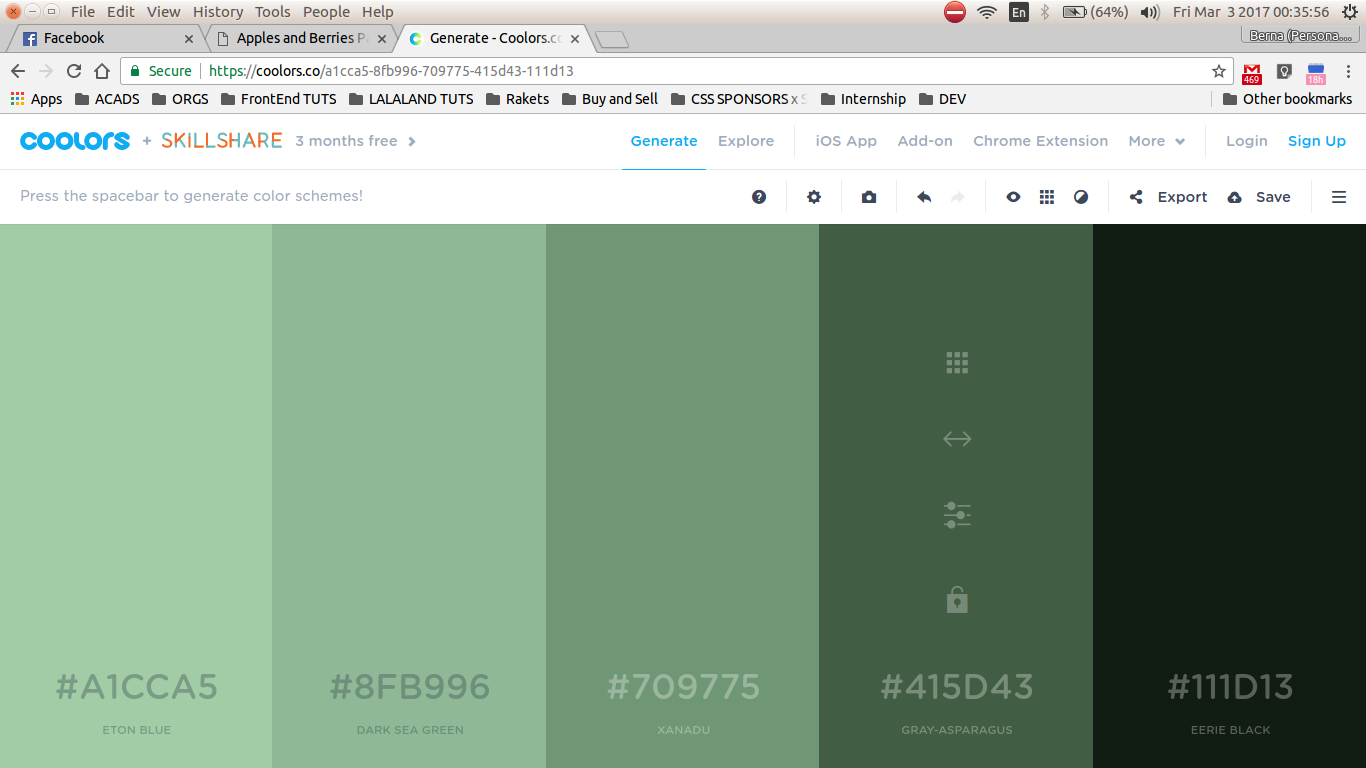 File Edit View History Tools People Help
En (64%) Fri Mar 3 2017 00:35:56
Facebook Apples and Berries P Generate - Coolors.c Berna (Persona...
Secure https://coolors.co/a1cca5-8fb996-709775-415d43-111d13 469 18h
Apps ACADS ORGS FrontEnd TUTS LALALAND TUTS Rakets Buy and Sell CSS SPONSORS x S Internship DEV Other bookmarks
coolors + SKILLSHARE 3 months free Generate Explore iOS App Add-on Chrome Extension More Login Sign Up
Press the spacebar to generate color schemes! Export Save
#A1CCA5 #8FB996 #709775 #415D43 #111D13
ETON BLUE DARK SEA GREEN XANADU GRAY-ASPARAGUS EERIE BLACK